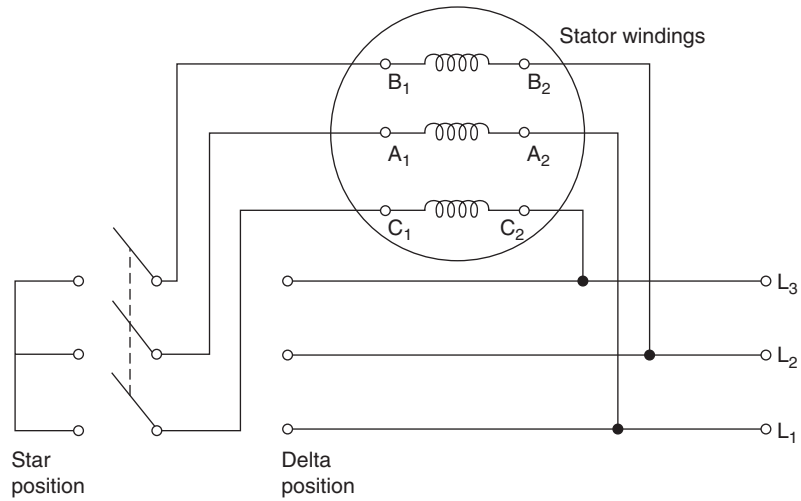 Stator windings
B₁
B₂
A₁
A₂
C₁
C₂
L₃
L₂
L₁
Star
position
Delta
position